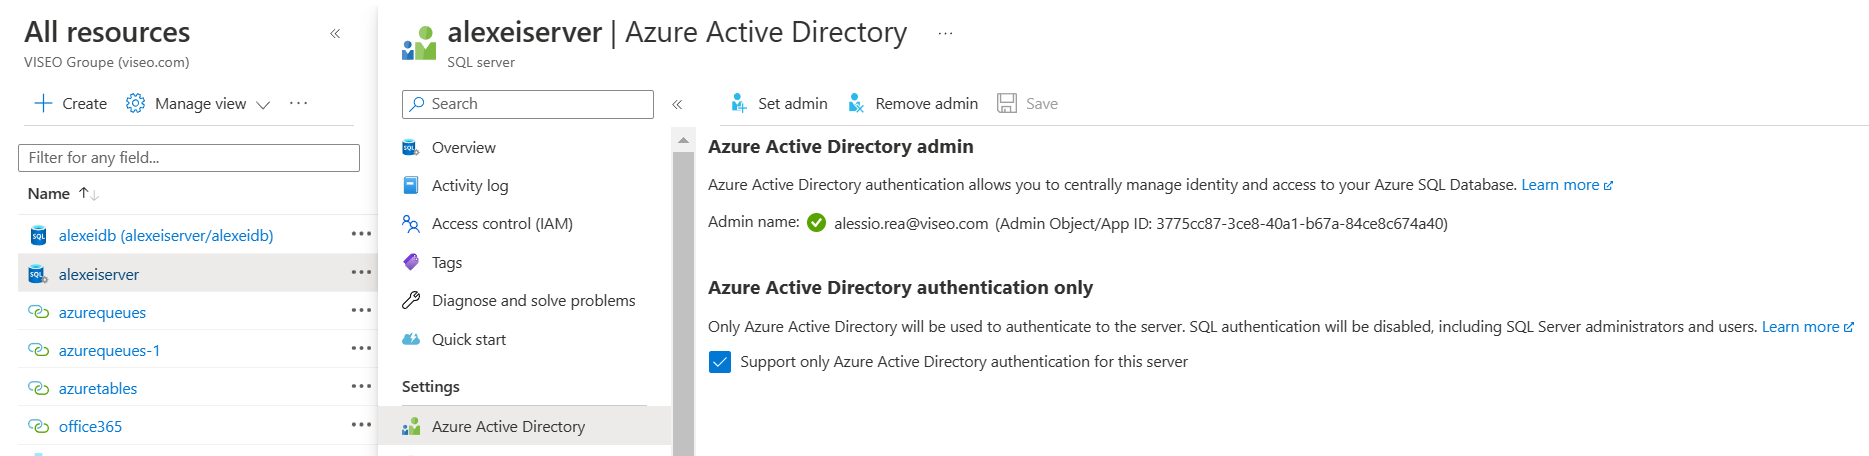 All resources
«
VISEO Groupe (viseo.com)
Create
Manage view
...
Filter for any field...
Name
alexeidb (alexeiserver/alexeidb)
alexeiserver
azurequeues
azurequeues-1
azuretables
office365
alexeiserver | Azure Active Directory
...
SQL server
Search
«
Overview
Activity log
Access control (IAM)
Tags
Diagnose and solve problems
Quick start
Settings
Azure Active Directory
Set admin
Remove admin
Save
Azure Active Directory admin
Azure Active Directory authentication allows you to centrally manage identity and access to your Azure SQL Database. Learn more
Admin name: alessio.rea@viseo.com (Admin Object/App ID: 3775cc87-3ce8-40a1-b67a-84ce8c674a40)
Azure Active Directory authentication only
Only Azure Active Directory will be used to authenticate to the server. SQL authentication will be disabled, including SQL Server administrators and users. Learn more
Support only Azure Active Directory authentication for this server